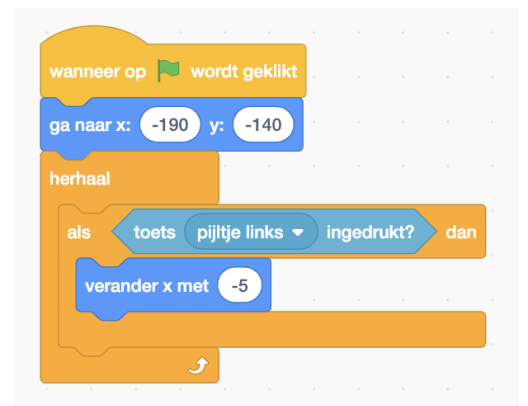 wanneer op wordt geklikt
ga naar x: -190 y: -140
herhaal
als toets pijltje links ingedrukt? dan
verander x met -5